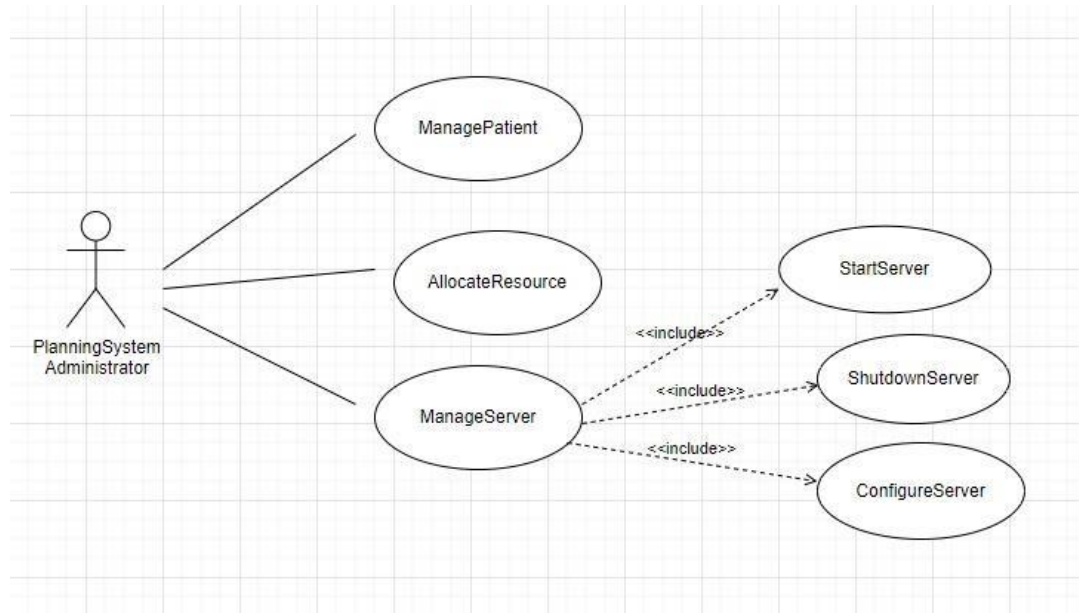 ManagePatient
AllocateResource
PlanningSystem
Administrator
ManageServer
<<include>>
<<include>>
<<include>>
StartServer
ShutdownServer
ConfigureServer